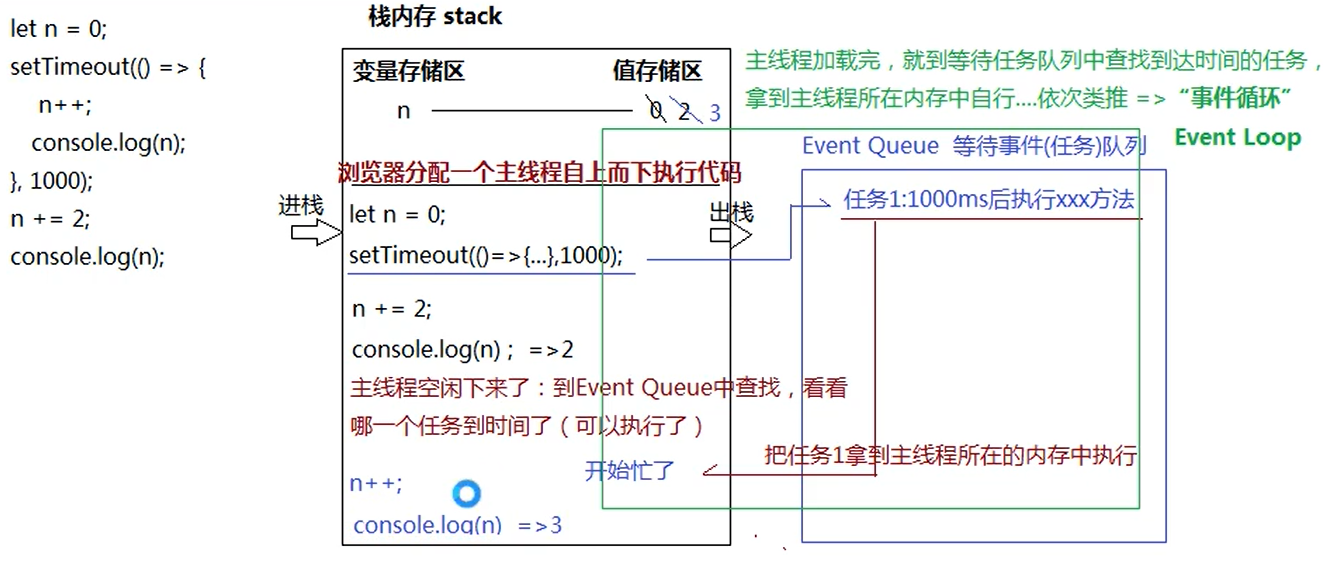 let n = 0;
setTimeout(() => {
n++;
console.log(n);
}, 1000);
n += 2;
console.log(n);
栈内存 stack
变量存储区 值存储区
n 0 2 3
浏览器分配一个主线程自上而下执行代码
进栈
出栈
let n = 0;
setTimeout(()=>{...},1000);
n += 2;
console.log(n) ; =>2
主线程空闲下来了：到Event Queue中查找，看看
哪一个任务到时间了（可以执行了）
开始忙了
n++;
console.log(n) =>3
主线程加载完，就到等待任务队列中查找到达时间的任务，
拿到主线程所在内存中自行....依次类推 => “事件循环”
Event Loop
Event Queue 等待事件(任务)队列
任务1:1000ms后执行xxx方法
把任务1拿到主线程所在的内存中执行